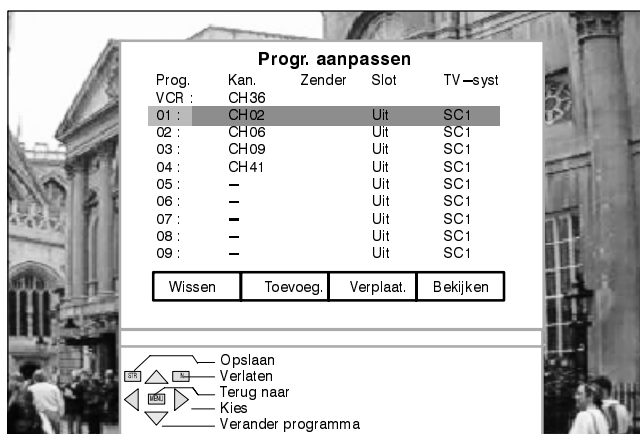 Progr. aanpassen
Prog. Kan. Zender Slot TV–syst
VCR : CH36
01 : CH02 Uit SC1
02 : CH06 Uit SC1
03 : CH09 Uit SC1
04 : CH41 Uit SC1
05 : – Uit SC1
06 : – Uit SC1
07 : – Uit SC1
08 : – Uit SC1
09 : – Uit SC1
Wissen Toevoeg. Verplaat. Bekijken
Opslaan
STR N Verlaten
MENU Terug naar
Kies
Verander programma